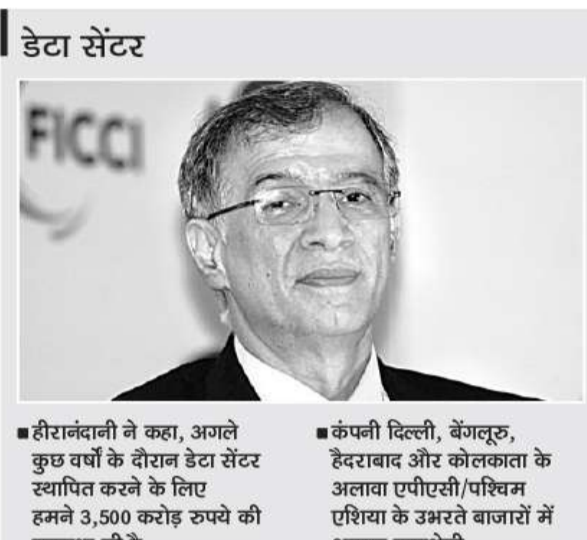 डेटा सेंटर
FICCI
■ हीरानंदानी ने कहा, अगले
कुछ वर्षों के दौरान डेटा सेंटर
स्थापित करने के लिए
हमने 3,500 करोड़ रुपये की
■ कंपनी दिल्ली, बेंगलूरु,
हैदराबाद और कोलकाता के
अलावा एपीएसी/पश्चिम
एशिया के उभरते बाजारों में